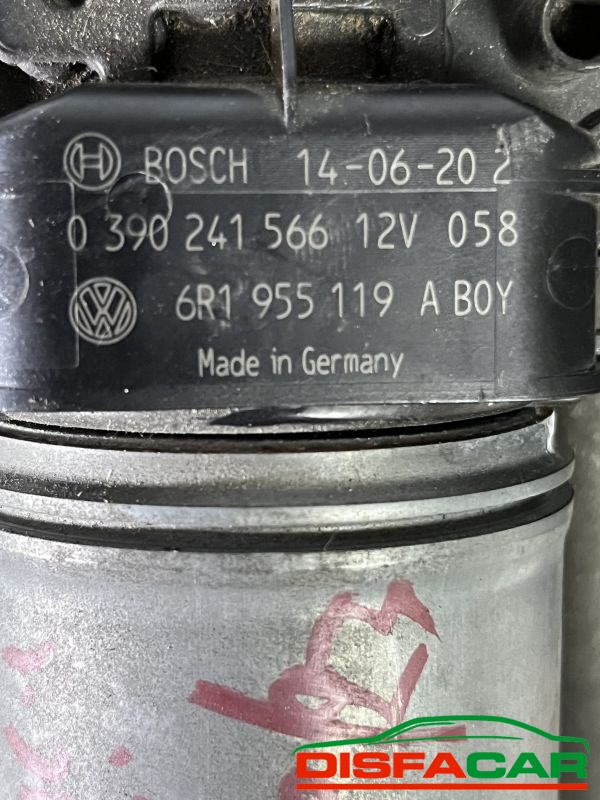 BOSCH 14-06-20 2
0 390 241 566 12V 058
6R1 955 119 A BOY
Made in Germany
DISFACAR